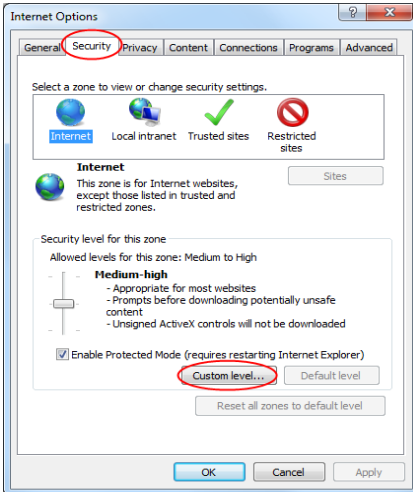 Internet Options
General Security Privacy Content Connections Programs Advanced
Select a zone to view or change security settings.
Internet Local intranet Trusted sites Restricted
sites
Internet
This zone is for Internet websites,
except those listed in trusted and
restricted zones.
Sites
Security level for this zone
Allowed levels for this zone: Medium to High
Medium-high
- Appropriate for most websites
- Prompts before downloading potentially unsafe
content
- Unsigned ActiveX controls will not be downloaded
Enable Protected Mode (requires restarting Internet Explorer)
Custom level... Default level
Reset all zones to default level
OK Cancel Apply